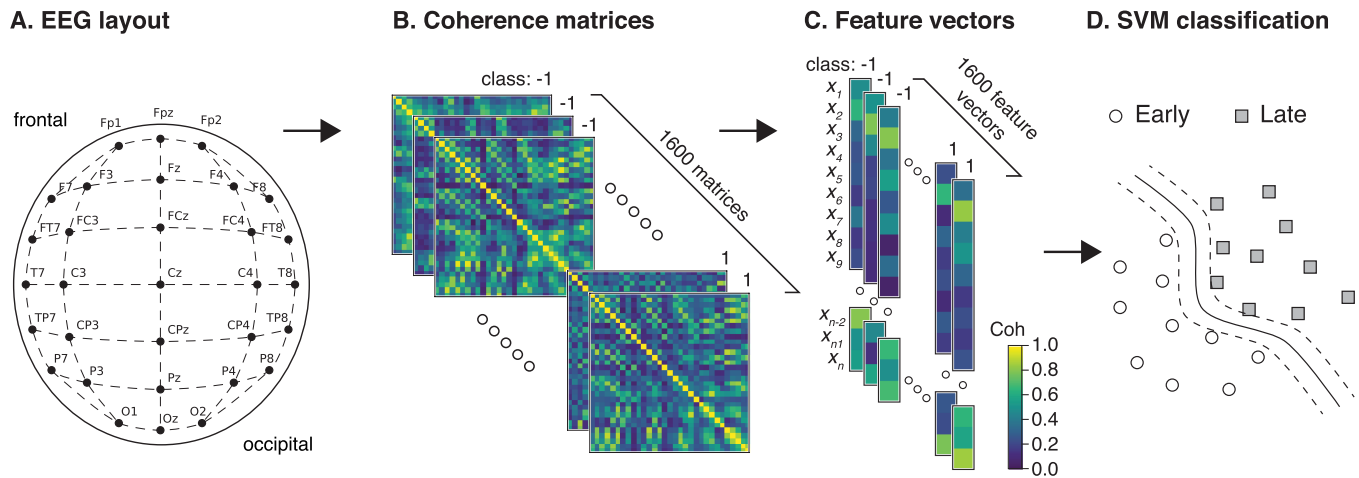 A. EEG layout
B. Coherence matrices
C. Feature vectors
D. SVM classification
frontal
Fpz
Fp1
Fp2
F7
F3
Fz
F4
F8
FT7
FC3
FCz
FC4
FT8
T7
C3
Cz
C4
T8
TP7
CP3
CPz
CP4
TP8
P7
P3
Pz
P4
P8
O1
Oz
O2
occipital
class: -1
-1
-1
1600 matrices
1
1
class: -1
-1
-1
1600 feature
vectors
x1
x2
x3
x4
x5
x6
x7
x8
x9
xn-2
xn1
xn
1
1
Coh
1.0
0.8
0.6
0.4
0.2
0.0
Early
Late